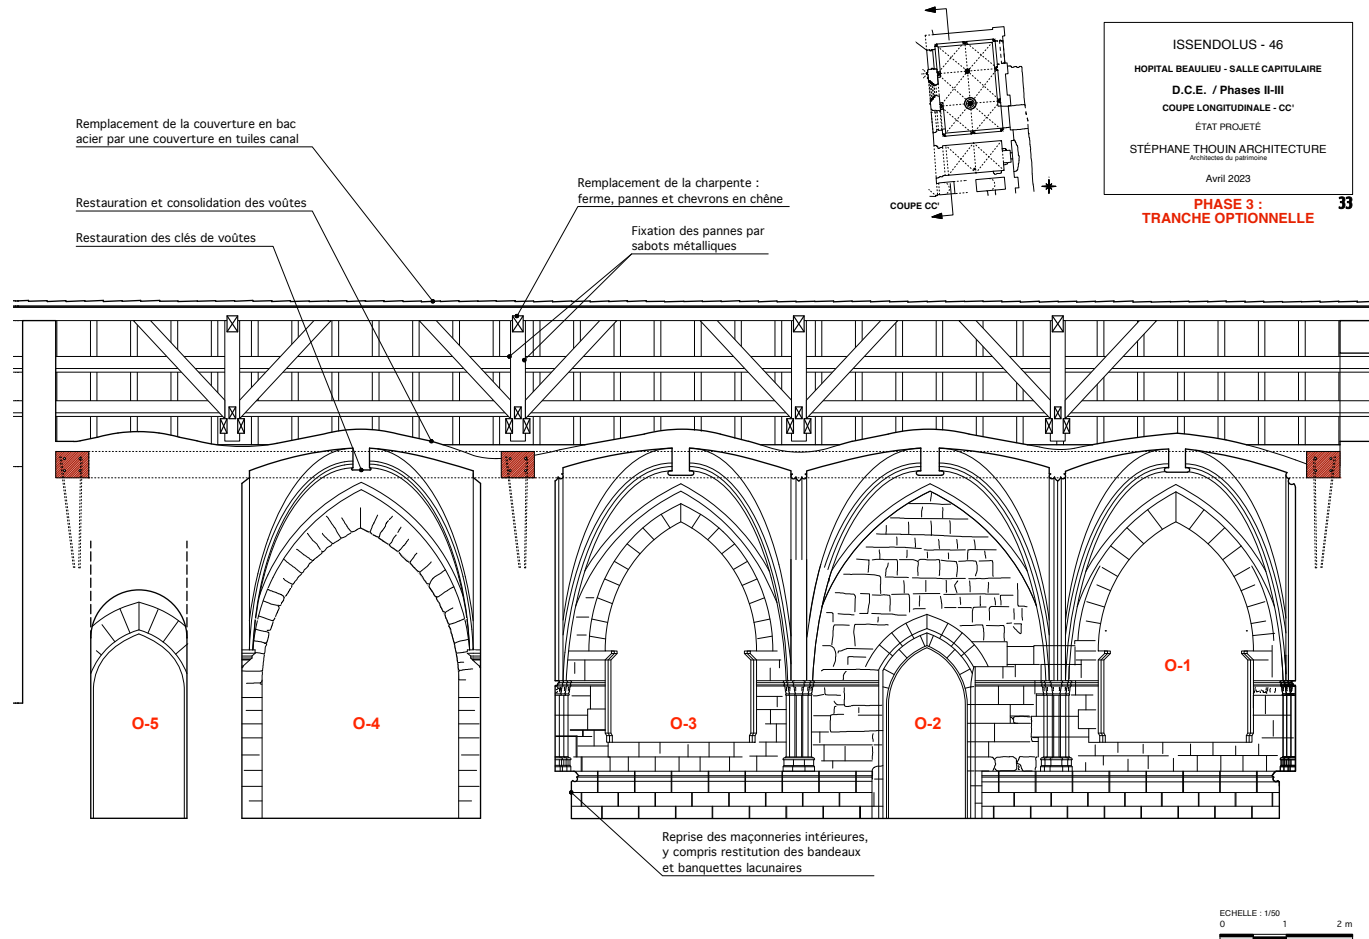 ISSENDOLUS - 46
HOPITAL BEAULIEU - SALLE CAPITULAIRE
D.C.E. / Phases II-III
COUPE LONGITUDINALE - CC'
ÉTAT PROJETÉ
STÉPHANE THOUIN ARCHITECTURE
Architectes du patrimoine
Avril 2023
PHASE 3 :
TRANCHE OPTIONNELLE
33
COUPE CC'
Remplacement de la couverture en bac
acier par une couverture en tuiles canal
Restauration et consolidation des voûtes
Restauration des clés de voûtes
Remplacement de la charpente :
ferme, pannes et chevrons en chêne
Fixation des pannes par
sabots métalliques
O-5
O-4
O-3
O-2
O-1
Reprise des maçonneries intérieures,
y compris restitution des bandeaux
et banquettes lacunaires
ECHELLE : 1/50
0 1 2 m